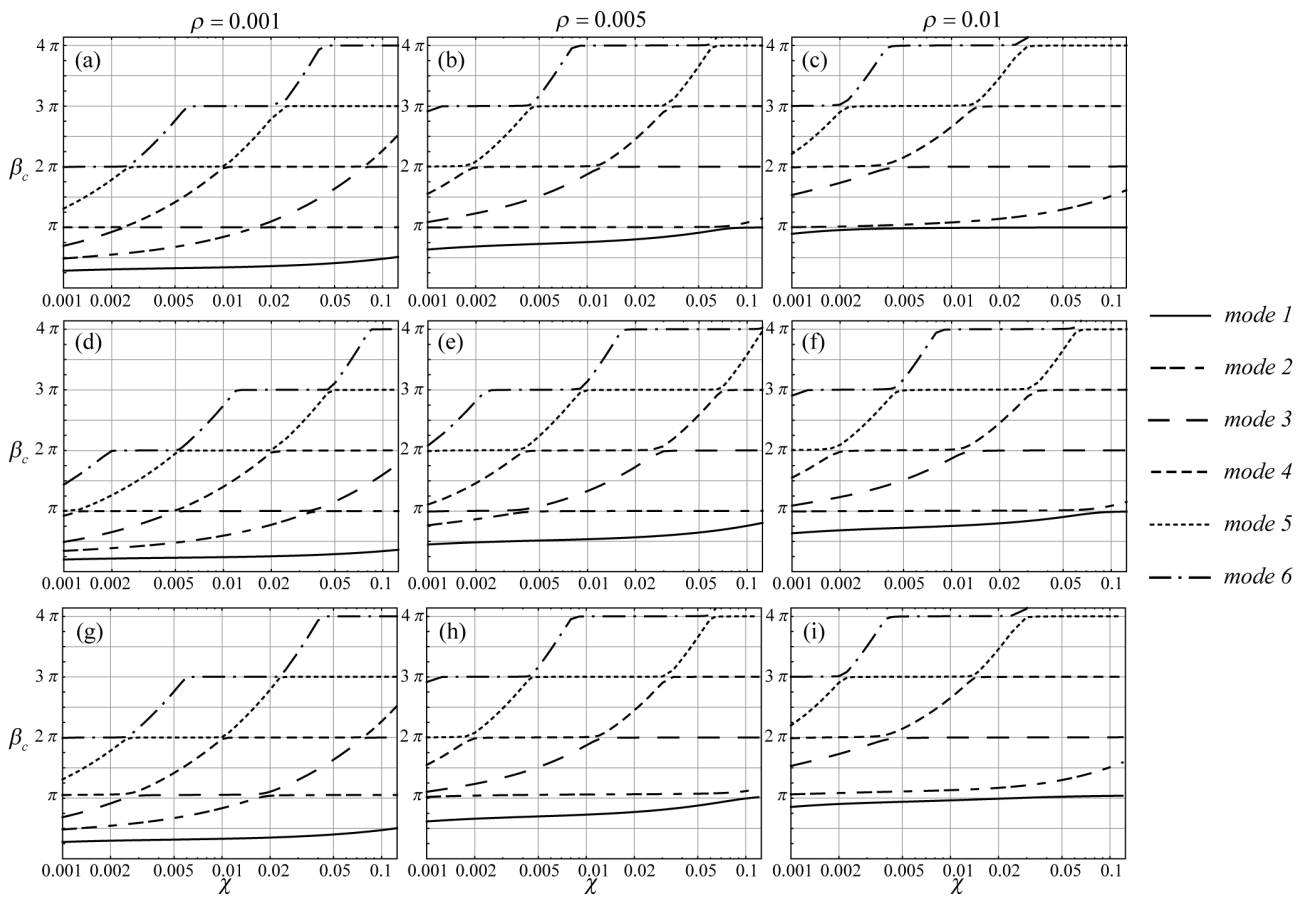 ρ = 0.001 ρ = 0.005 ρ = 0.01
(a) (b) (c)
4 π 4 π 4 π
3 π 3 π 3 π
β_c 2 π 2 π 2 π
π π π
0.001 0.002 0.005 0.01 0.02 0.05 0.1 0.001 0.002 0.005 0.01 0.02 0.05 0.1 0.001 0.002 0.005 0.01 0.02 0.05 0.1
(d) (e) (f)
4 π 4 π 4 π
3 π 3 π 3 π
β_c 2 π 2 π 2 π
π π π
0.001 0.002 0.005 0.01 0.02 0.05 0.1 0.001 0.002 0.005 0.01 0.02 0.05 0.1 0.001 0.002 0.005 0.01 0.02 0.05 0.1
(g) (h) (i)
4 π 4 π 4 π
3 π 3 π 3 π
β_c 2 π 2 π 2 π
π π π
0.001 0.002 0.005 0.01 0.02 0.05 0.1 0.001 0.002 0.005 0.01 0.02 0.05 0.1 0.001 0.002 0.005 0.01 0.02 0.05 0.1
χ χ χ
mode 1
mode 2
mode 3
mode 4
mode 5
mode 6